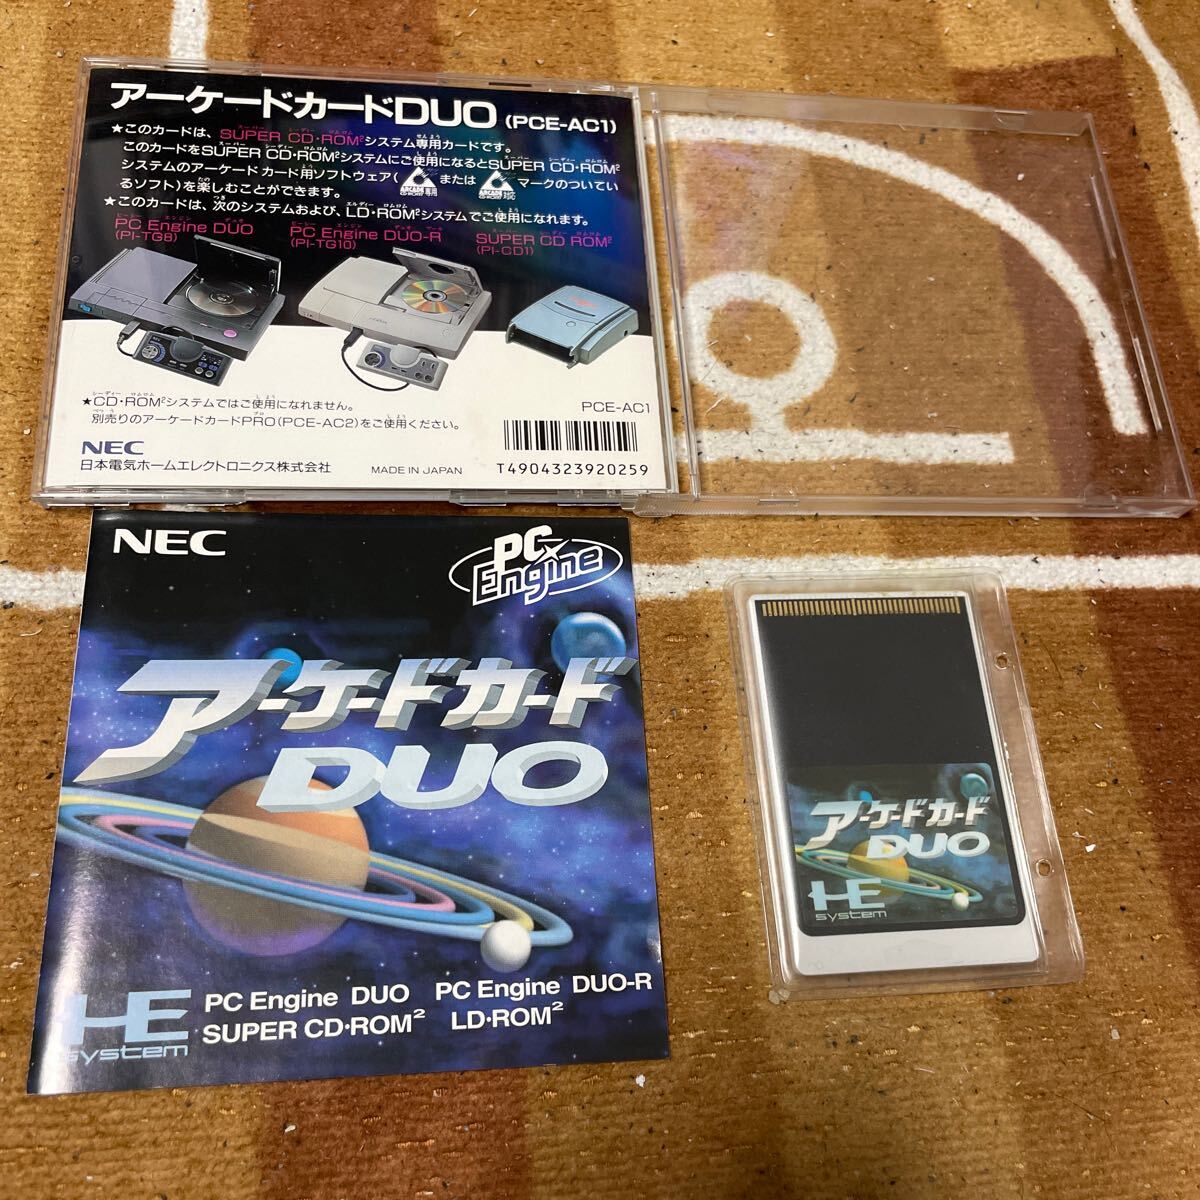 アーケードカードDUO (PCE-AC1)
★このカードは、SUPER CD・ROM²システム専用カードです。
このカードをSUPER CD・ROM²システムにご使用になるとSUPER CD・ROM²
システムのアーケードカード用ソフトウェア( または マークのついてい
るソフト)を楽しむことができます。
★このカードは、次のシステムおよび、LD・ROM²システムでご使用になれます。
PC Engine DUO
(PI-TG8)
PC Engine DUO-R
(PI-TG10)
SUPER CD ROM²
(PI-CD1)
NEC
★CD・ROM²システムではご使用になれません。
別売りのアーケードカードPRO(PCE-AC2)をご使用ください。
PCE-AC1
NEC
日本電気ホームエレクトロニクス株式会社
MADE IN JAPAN
T4904323920259
NEC
PC Engine
アーケードカード
DUO
HE system
PC Engine DUO PC Engine DUO-R
SUPER CD・ROM² LD・ROM²
アーケードカード
DUO
HE system